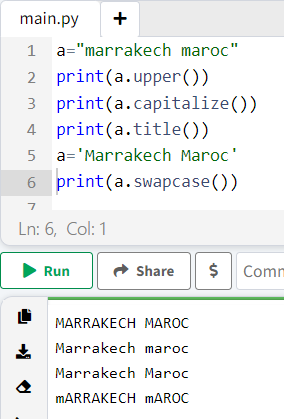 main.py +
1 a="marrakech maroc"
2 print(a.upper())
3 print(a.capitalize())
4 print(a.title())
5 a='Marrakech Maroc'
6 print(a.swapcase())
7
Ln: 6, Col: 1
Run Share $ Comm
MARRAKECH MAROC
Marrakech maroc
Marrakech Maroc
mARRAKECH mAROC